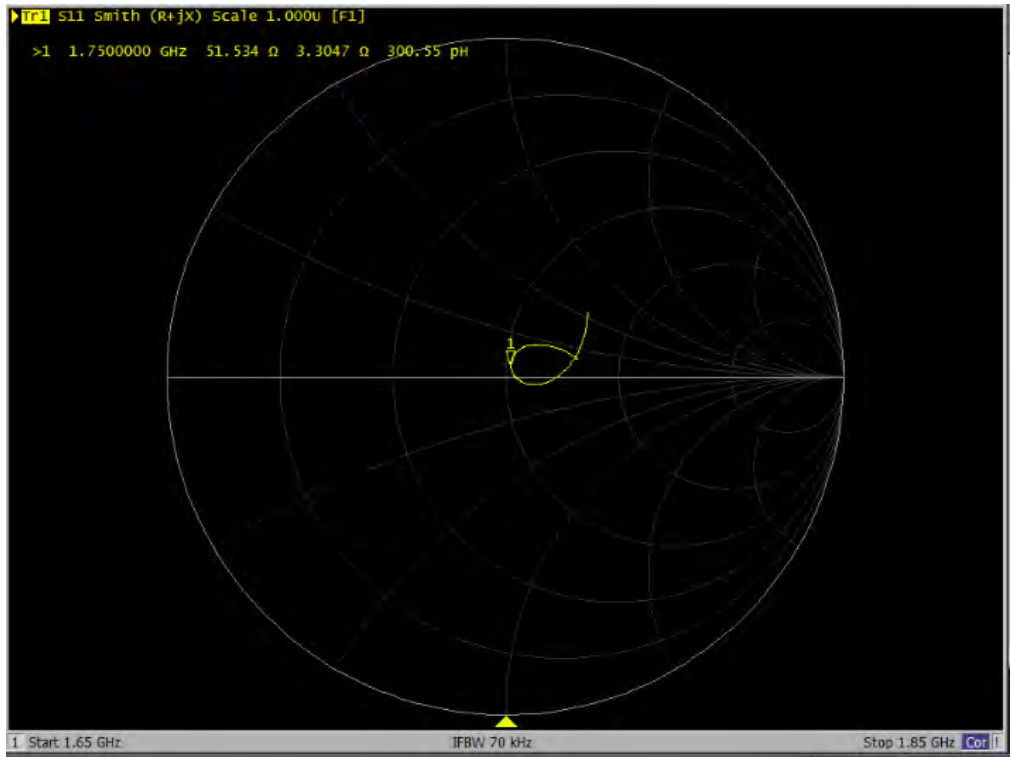 Tr1 S11 Smith (R+jX) Scale 1.000U [F1]
>1 1.7500000 GHz 51.534 Ω 3.3047 Ω 300.55 pH
1
1 Start 1.65 GHz IFBW 70 kHz Stop 1.85 GHz Cor !